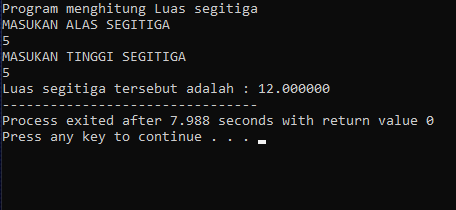 Program menghitung Luas segitiga
MASUKAN ALAS SEGITIGA
5
MASUKAN TINGGI SEGITIGA
5
Luas segitiga tersebut adalah : 12.000000
--------------------------------
Process exited after 7.988 seconds with return value 0
Press any key to continue . . .